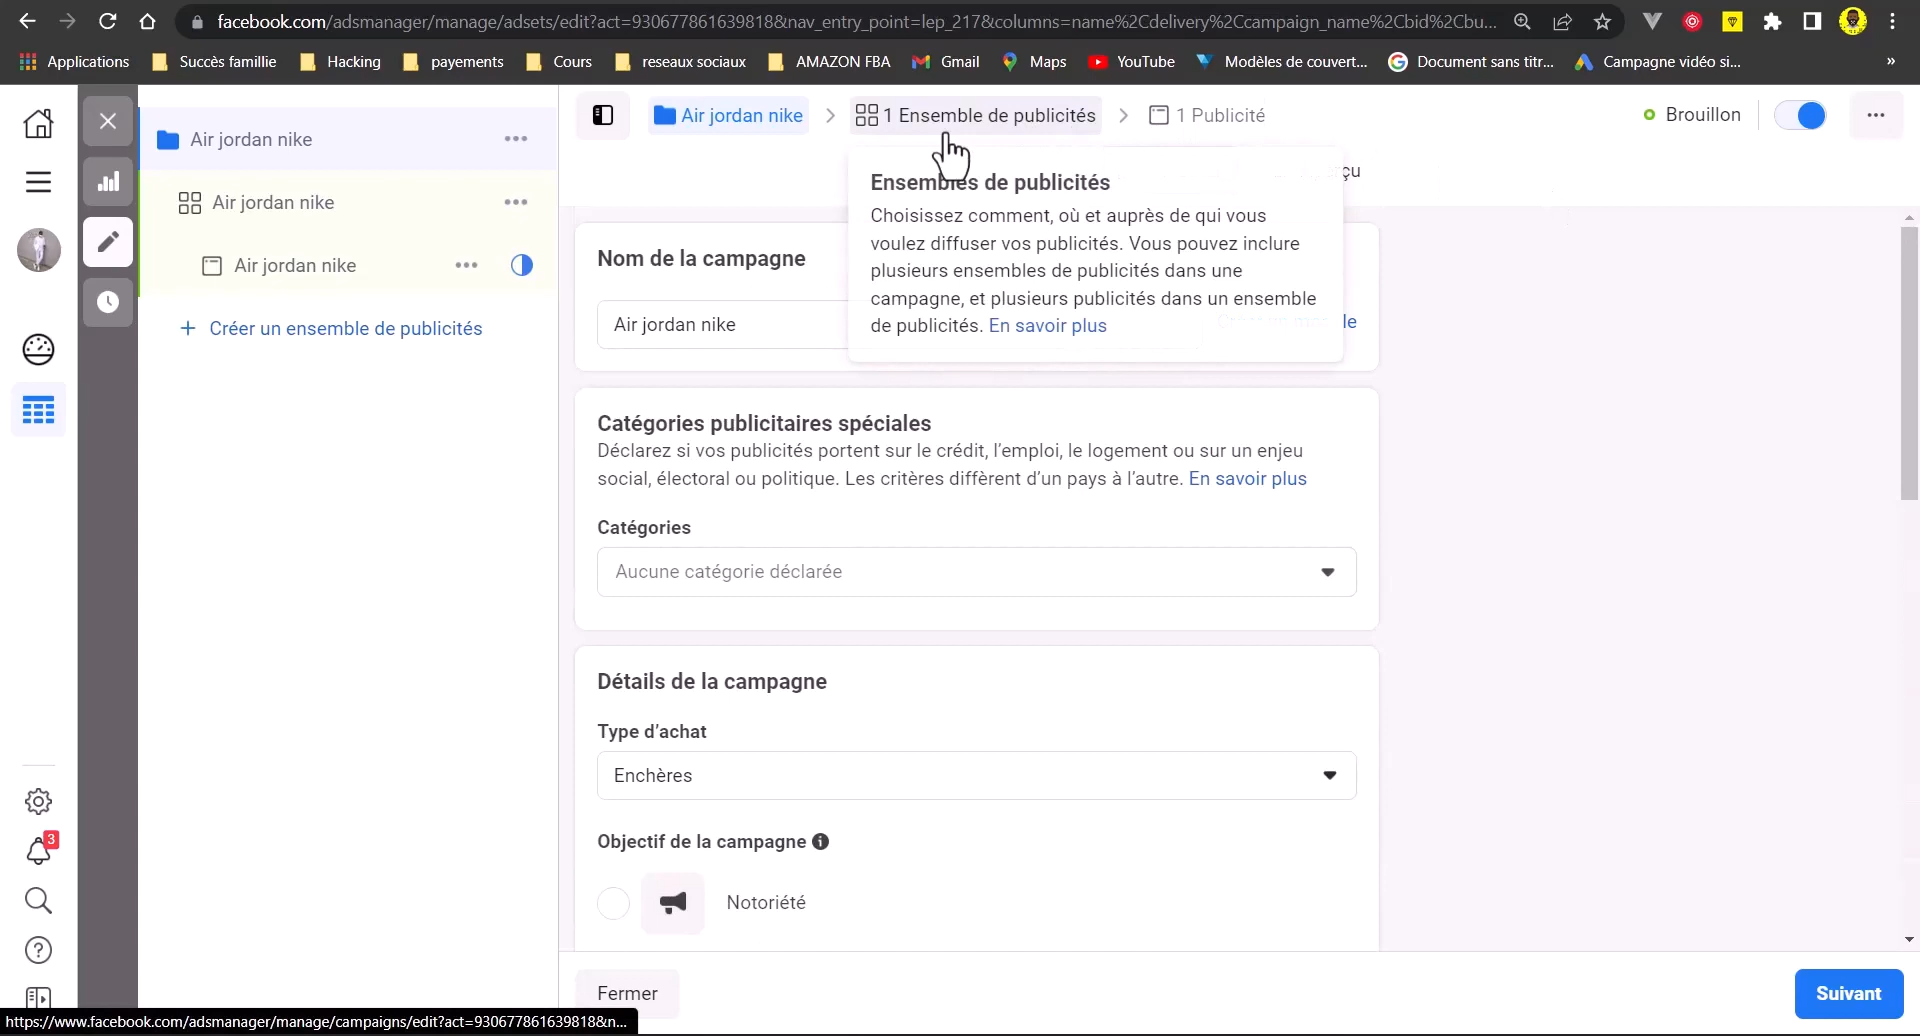 facebook.com/adsmanager/manage/adsets/edit?act=930677861639818&nav_entry_point=lep_217&columns=name%2Cdelivery%2Ccampaign_name%2Cbid%2Cbu...
Applications
Succès famillie
Hacking
payements
Cours
reseaux sociaux
AMAZON FBA
Gmail
Maps
YouTube
Modèles de couvert...
Document sans titr...
Campagne vidéo si...
»
Air jordan nike
Air jordan nike
Air jordan nike
+ Créer un ensemble de publicités
Air jordan nike
1 Ensemble de publicités
1 Publicité
Brouillon
Ensembles de publicités
Choisissez comment, où et auprès de qui vous
voulez diffuser vos publicités. Vous pouvez inclure
plusieurs ensembles de publicités dans une
campagne, et plusieurs publicités dans un ensemble
de publicités. En savoir plus
Nom de la campagne
Air jordan nike
Catégories publicitaires spéciales
Déclarez si vos publicités portent sur le crédit, l’emploi, le logement ou sur un enjeu
social, électoral ou politique. Les critères diffèrent d’un pays à l’autre. En savoir plus
Catégories
Aucune catégorie déclarée
Détails de la campagne
Type d’achat
Enchères
Objectif de la campagne
Notoriété
3
Fermer
Suivant
https://www.facebook.com/adsmanager/manage/campaigns/edit?act=930677861639818&n...